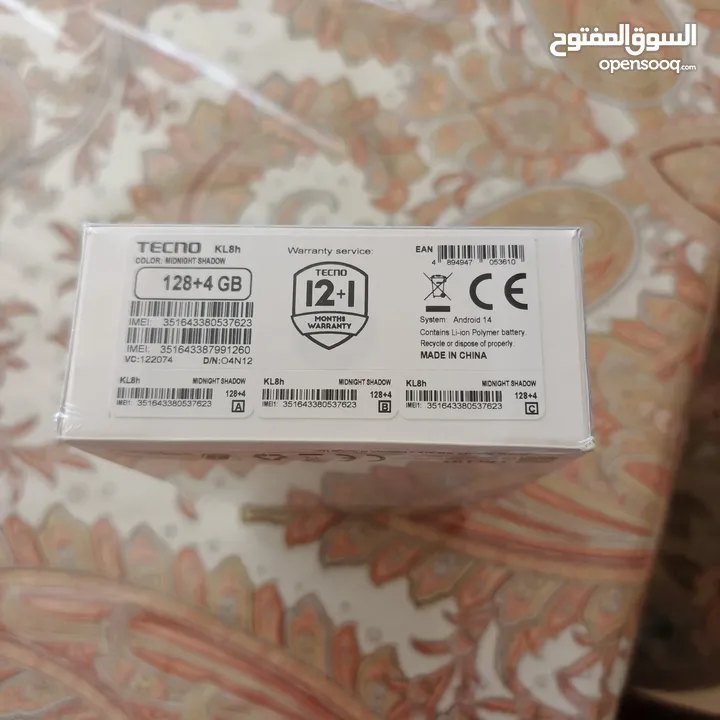 السوق المفتوح
opensooq.com
TECNO KL8h
COLOR: MIDNIGHT SHADOW
128+4 GB
IMEI: 351643380537623
IMEI: 351643387991260
VC:122074 D/N:O4N12
Warranty service:
TECNO
12+1
MONTHS
WARRANTY
EAN
4 894947 053610
CE
System: Android 14
Contains Li-ion Polymer battery.
Recycle or dispose of properly.
MADE IN CHINA
KL8h MIDNIGHT SHADOW
128+4
IMEI1: 351643380537623 A
KL8h MIDNIGHT SHADOW
128+4
IMEI1: 351643380537623 B
KL8h MIDNIGHT SHADOW
128+4
IMEI1: 351643380537623 C